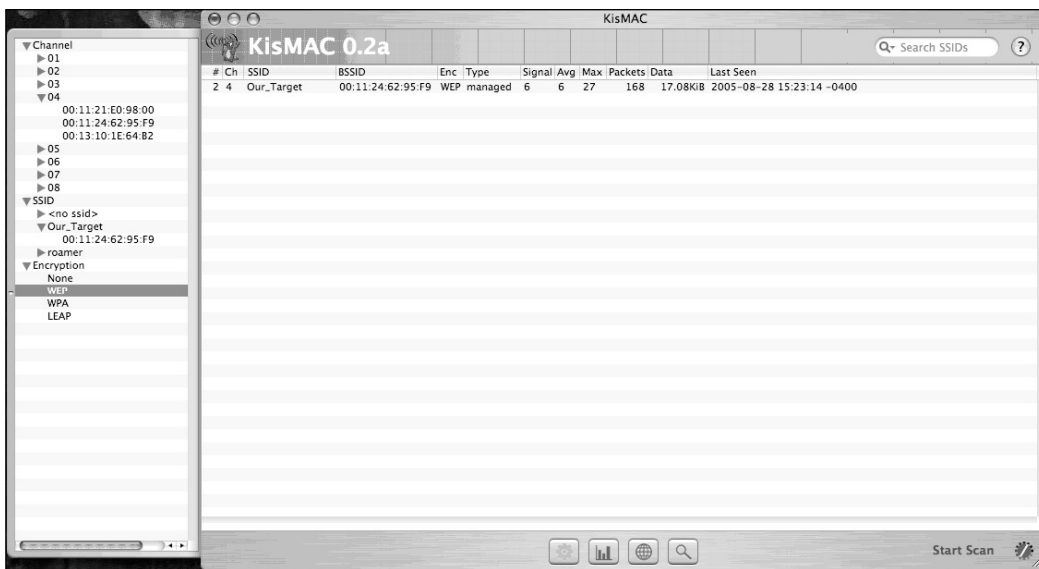 KisMAC
KisMAC 0.2a
Search SSIDs
?
Channel
01
02
03
04
00:11:21:E0:98:00
00:11:24:62:95:F9
00:13:10:1E:64:B2
05
06
07
08
SSID
<no ssid>
Our_Target
00:11:24:62:95:F9
roamer
Encryption
None
WEP
WPA
LEAP
# Ch SSID BSSID Enc Type Signal Avg Max Packets Data Last Seen
2 4 Our_Target 00:11:24:62:95:F9 WEP managed 6 6 27 168 17.08KiB 2005-08-28 15:23:14 -0400
Start Scan